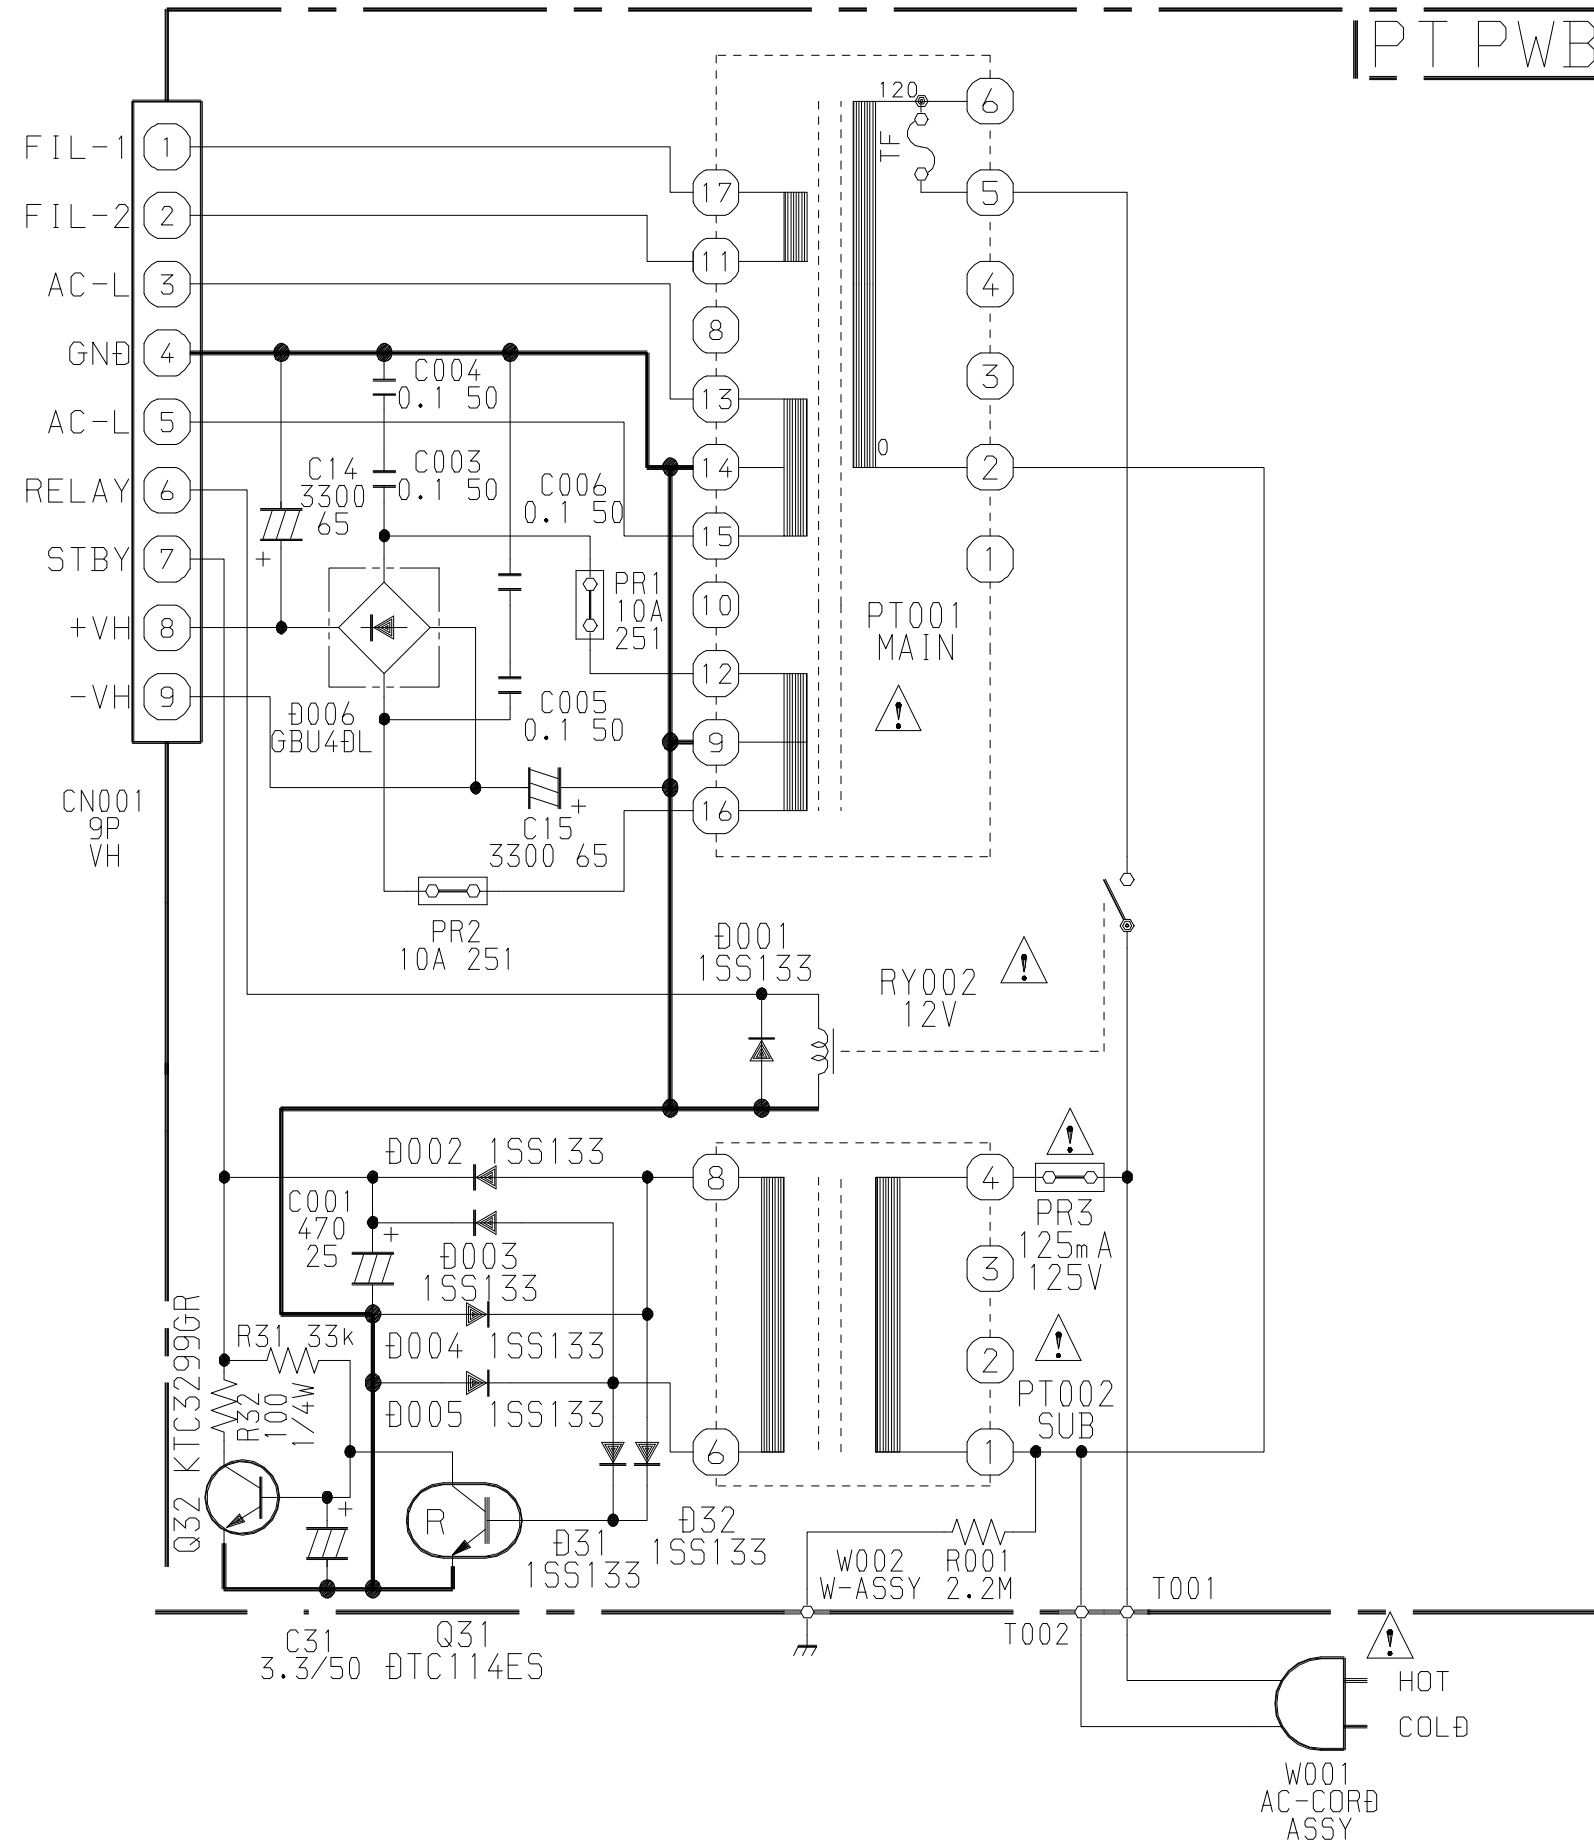 PT PWB
FIL-1
1
FIL-2
2
AC-L
3
GND
4
AC-L
5
RELAY
6
STBY
7
+VH
8
-VH
9
CN001
9P
VH
C14
3300
65
+
C004
0.1 50
C003
0.1 50
C006
0.1 50
C005
0.1 50
PR1
10A
251
D006
GBU4DL
+
C15
3300 65
PR2
10A 251
17
11
8
13
14
15
10
12
9
16
120
TF
0
6
5
4
3
2
1
PT001
MAIN
!
D001
1SS133
RY002
12V
!
D002 1SS133
C001
470
25
+
D003
1SS133
D004 1SS133
D005 1SS133
8
6
4
3
2
1
!
PR3
125mA
125V
!
PT002
SUB
R31 33k
R32
100
1/4W
Q32 KTC3299GR
+
R
D31
1SS133
D32
1SS133
W002
W-ASSY
R001
2.2M
T001
T002
C31
3.3/50
Q31
DTC114ES
!
HOT
COLD
W001
AC-CORD
ASSY